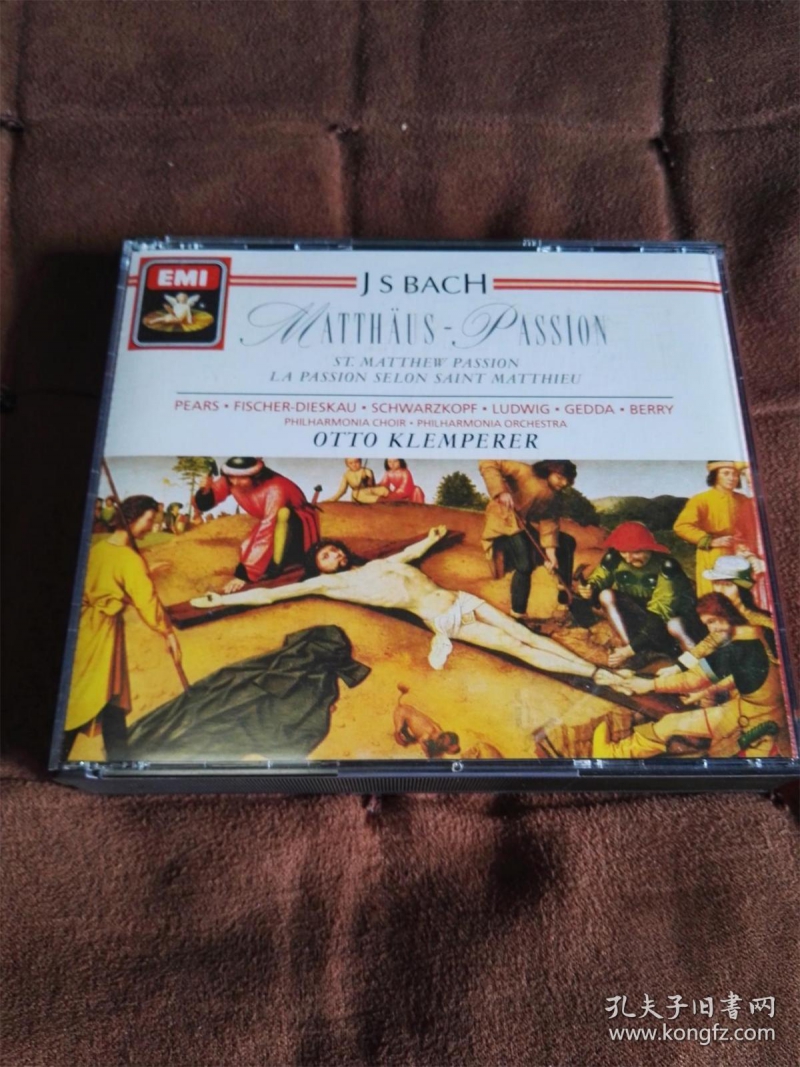 EMI
J S BACH
MATTHÄUS - PASSION
ST. MATTHEW PASSION
LA PASSION SELON SAINT MATTHIEU
PEARS • FISCHER-DIESKAU • SCHWARZKOPF • LUDWIG • GEDDA • BERRY
PHILHARMONIA CHOIR • PHILHARMONIA ORCHESTRA
OTTO KLEMPERER
孔夫子旧书网
www.kongfz.com